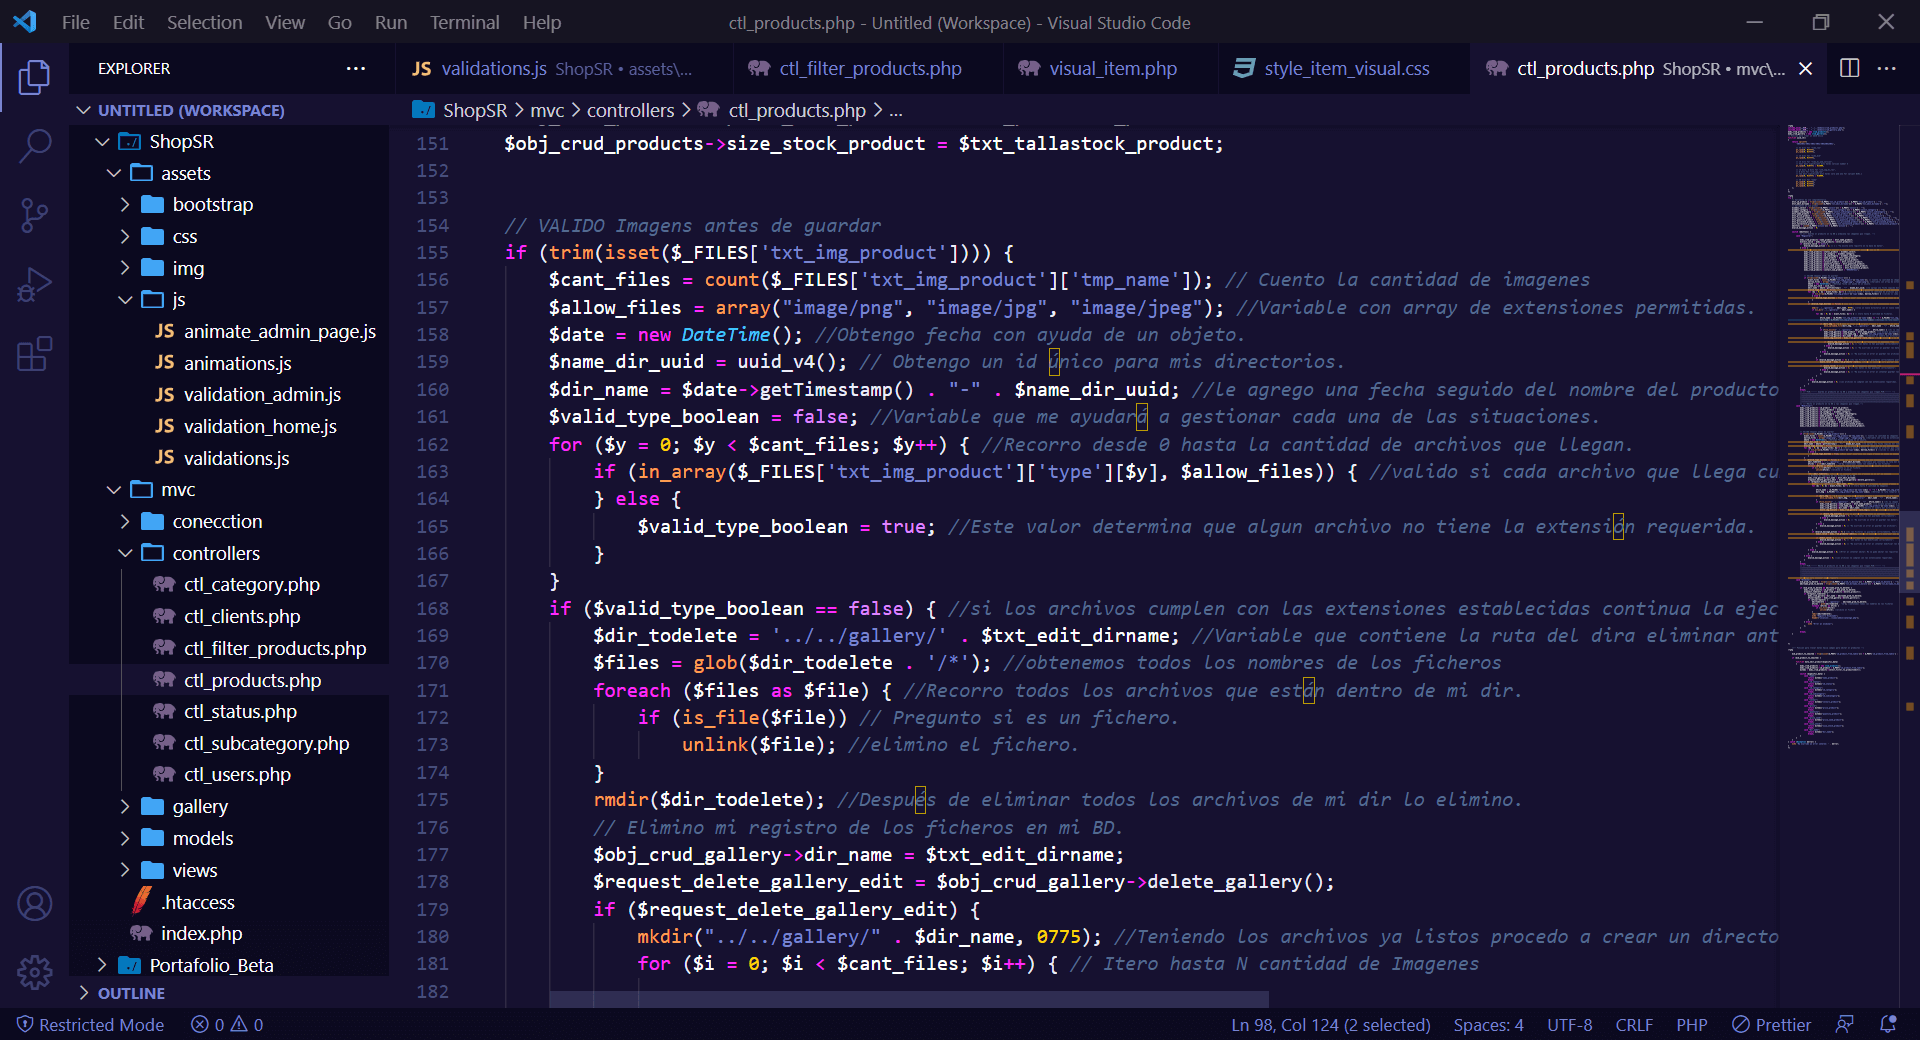 File Edit Selection View Go Run Terminal Help
ctl_products.php - Untitled (Workspace) - Visual Studio Code
EXPLORER
JS validations.js ShopSR • assets\...
ctl_filter_products.php
visual_item.php
style_item_visual.css
ctl_products.php ShopSR • mvc\...
UNTITLED (WORKSPACE)
ShopSR
assets
bootstrap
css
img
js
JS animate_admin_page.js
JS animations.js
JS validation_admin.js
JS validation_home.js
JS validations.js
mvc
conecction
controllers
ctl_category.php
ctl_clients.php
ctl_filter_products.php
ctl_products.php
ctl_status.php
ctl_subcategory.php
ctl_users.php
gallery
models
views
.htaccess
index.php
Portafolio_Beta
OUTLINE
ShopSR > mvc > controllers > ctl_products.php > ...
151 $obj_crud_products->size_stock_product = $txt_tallastock_product;
152
153
154 // VALIDO Imagens antes de guardar
155 if (trim(isset($_FILES['txt_img_product']))) {
156 $cant_files = count($_FILES['txt_img_product']['tmp_name']); // Cuento la cantidad de imagenes
157 $allow_files = array("image/png", "image/jpg", "image/jpeg"); //Variable con array de extensiones permitidas.
158 $date = new DateTime(); //Obtengo fecha con ayuda de un objeto.
159 $name_dir_uuid = uuid_v4(); // Obtengo un id único para mis directorios.
160 $dir_name = $date->getTimestamp() . "-" . $name_dir_uuid; //le agrego una fecha seguido del nombre del producto
161 $valid_type_boolean = false; //Variable que me ayudará a gestionar cada una de las situaciones.
162 for ($y = 0; $y < $cant_files; $y++) { //Recorro desde 0 hasta la cantidad de archivos que llegan.
163 if (in_array($_FILES['txt_img_product']['type'][$y], $allow_files)) { //valido si cada archivo que llega cu
164 } else {
165 $valid_type_boolean = true; //Este valor determina que algun archivo no tiene la extensión requerida.
166 }
167 }
168 if ($valid_type_boolean == false) { //si los archivos cumplen con las extensiones establecidas continua la ejec
169 $dir_todelete = '../../gallery/' . $txt_edit_dirname; //Variable que contiene la ruta del dira eliminar ant
170 $files = glob($dir_todelete . '/*'); //obtenemos todos los nombres de los ficheros
171 foreach ($files as $file) { //Recorro todos los archivos que están dentro de mi dir.
172 if (is_file($file)) // Pregunto si es un fichero.
173 unlink($file); //elimino el fichero.
174 }
175 rmdir($dir_todelete); //Después de eliminar todos los archivos de mi dir lo elimino.
176 // Elimino mi registro de los ficheros en mi BD.
177 $obj_crud_gallery->dir_name = $txt_edit_dirname;
178 $request_delete_gallery_edit = $obj_crud_gallery->delete_gallery();
179 if ($request_delete_gallery_edit) {
180 mkdir("../../gallery/" . $dir_name, 0775); //Teniendo los archivos ya listos procedo a crear un directo
181 for ($i = 0; $i < $cant_files; $i++) { // Itero hasta N cantidad de Imagenes
182
Restricted Mode 0 0
Ln 98, Col 124 (2 selected) Spaces: 4 UTF-8 CRLF PHP Prettier